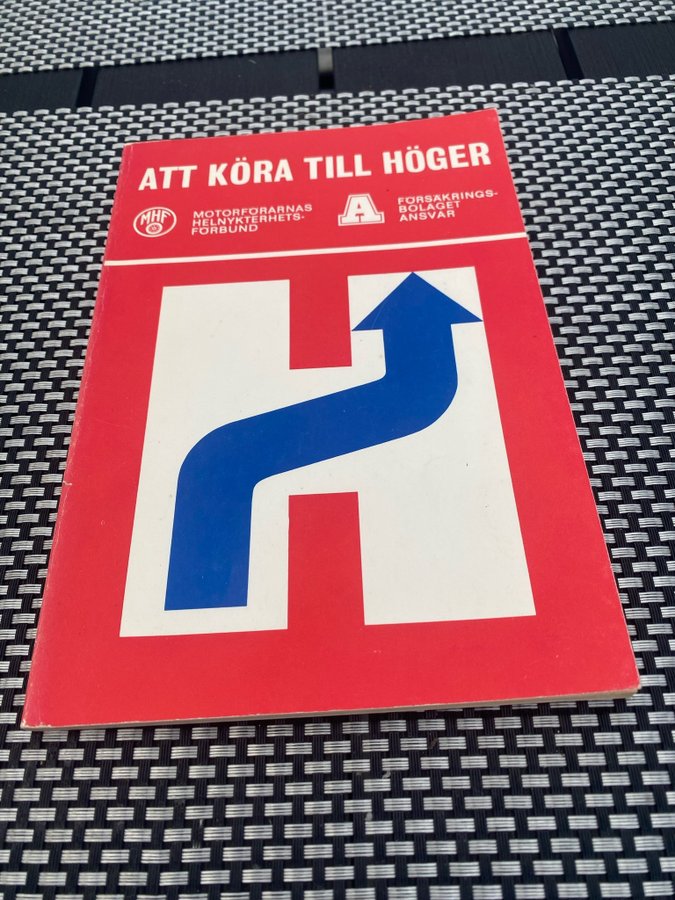 ATT KÖRA TILL HÖGER
MHF
MOTORFÖRARNAS
HELNYKTERHETS-
FÖRBUND
A
FÖRSÄKRINGS-
BOLAGET
ANSVAR
H